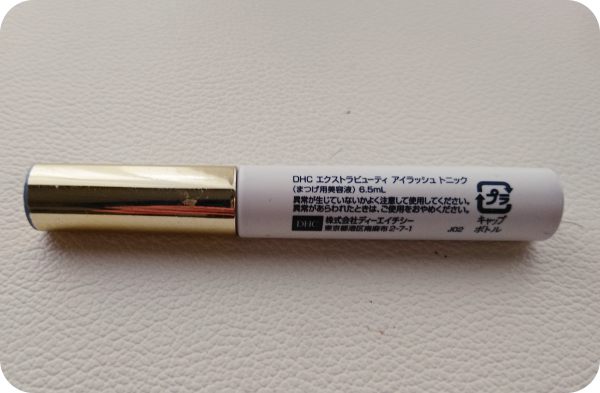 DHC エクストラビューティ アイラッシュ トニック
(まつげ用美容液) 6.5mL
異常が生じていないかよく注意して使用してください。
異常があらわれたときは、ご使用をおやめください。
DHC 株式会社ディーエイチシー
東京都港区南麻布2-7-1
J02
プラ
キャップ
ボトル